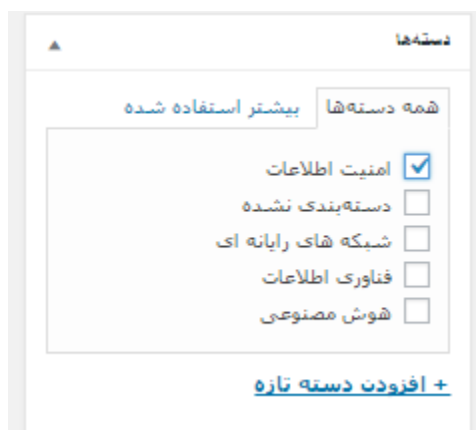 دسته‌ها
همه دسته‌ها بیشتر استفاده شده
امنیت اطلاعات
دسته‌بندی نشده
شبکه های رایانه ای
فناوری اطلاعات
هوش مصنوعی
+ افزودن دسته تازه